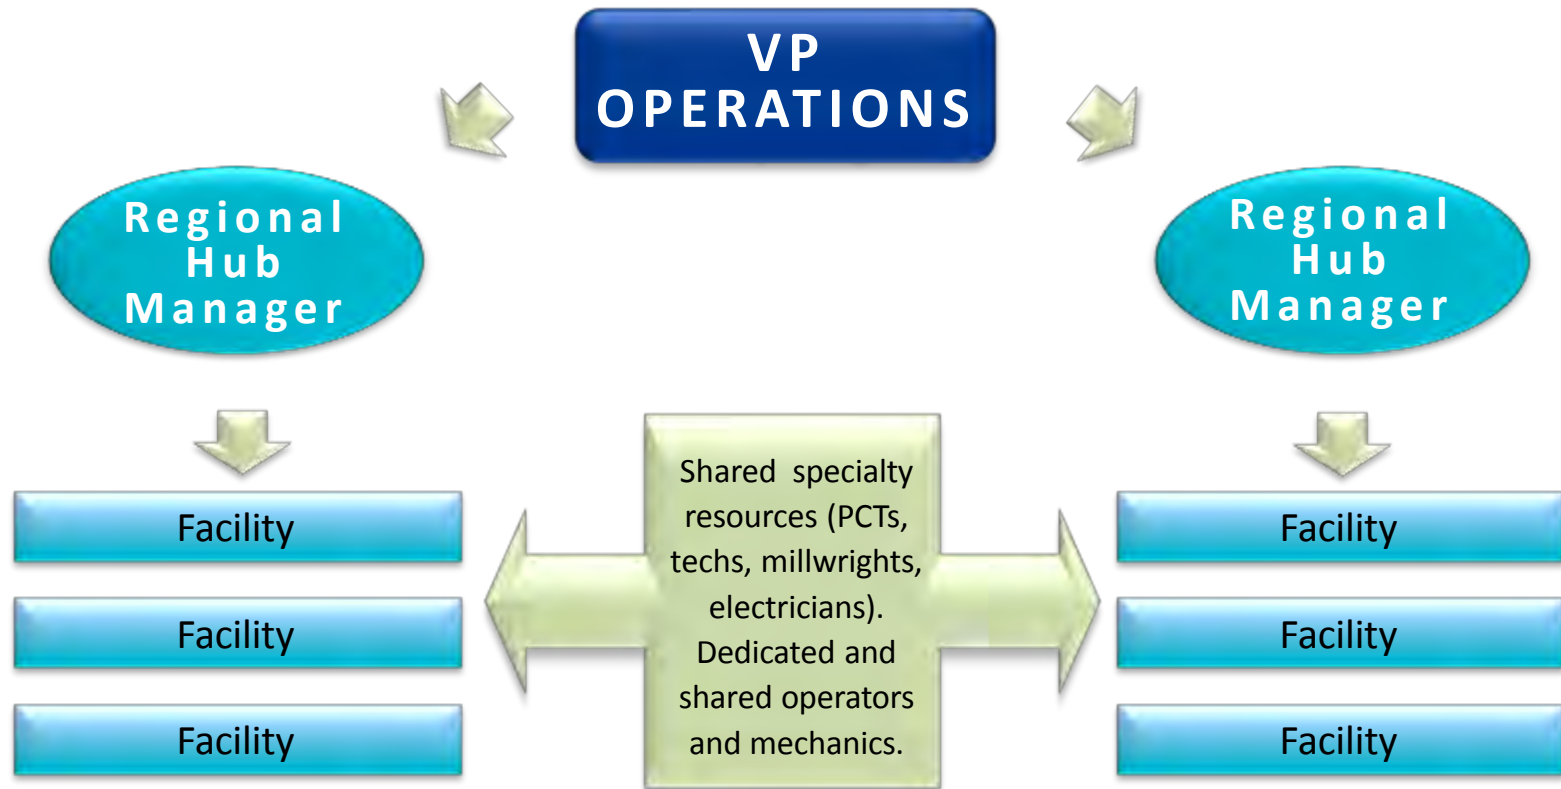 VP
OPERATIONS
Regional
Hub
Manager
Regional
Hub
Manager
Facility
Facility
Facility
Shared specialty
resources (PCTs,
techs, millwrights,
electricians).
Dedicated and
shared operators
and mechanics.
Facility
Facility
Facility